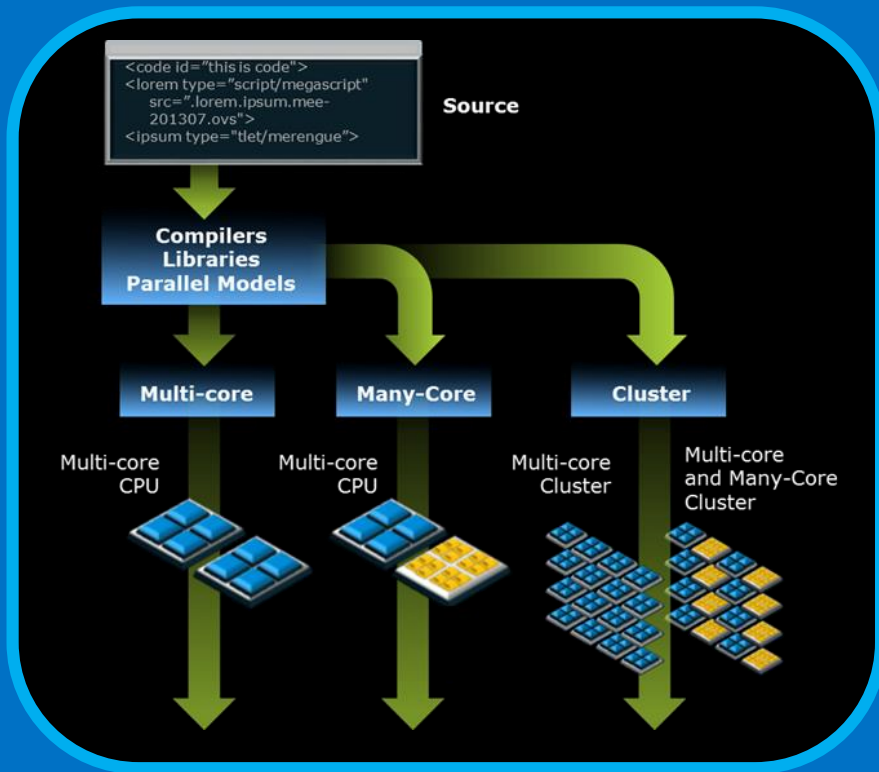 <code id="this is code">
<lorem type="script/megascript"
src=".lorem.ipsum.mee-
201307.ovs">
<ipsum type="tlet/merengue">
Source
Compilers
Libraries
Parallel Models
Multi-core
Many-Core
Cluster
Multi-core
CPU
Multi-core
CPU
Multi-core
Cluster
Multi-core
and Many-Core
Cluster